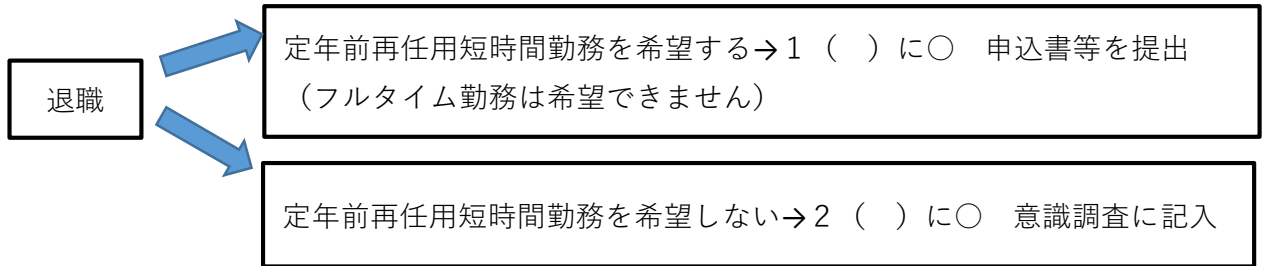 退職
定年前再任用短時間勤務を希望する→１（　）に○　申込書等を提出
（フルタイム勤務は希望できません）
定年前再任用短時間勤務を希望しない→２（　）に○　意識調査に記入